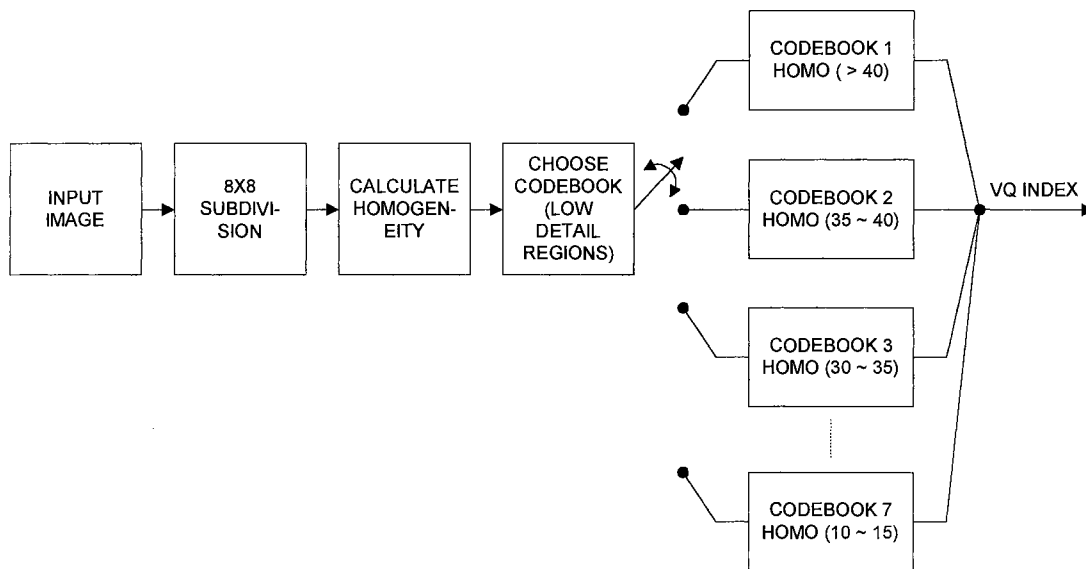 INPUT
IMAGE
8X8
SUBDIVI-
SION
CALCULATE
HOMOGEN-
EITY
CHOOSE
CODEBOOK
(LOW
DETAIL
REGIONS)
CODEBOOK 1
HOMO ( > 40)
CODEBOOK 2
HOMO (35 ~ 40)
CODEBOOK 3
HOMO (30 ~ 35)
CODEBOOK 7
HOMO (10 ~ 15)
VQ INDEX